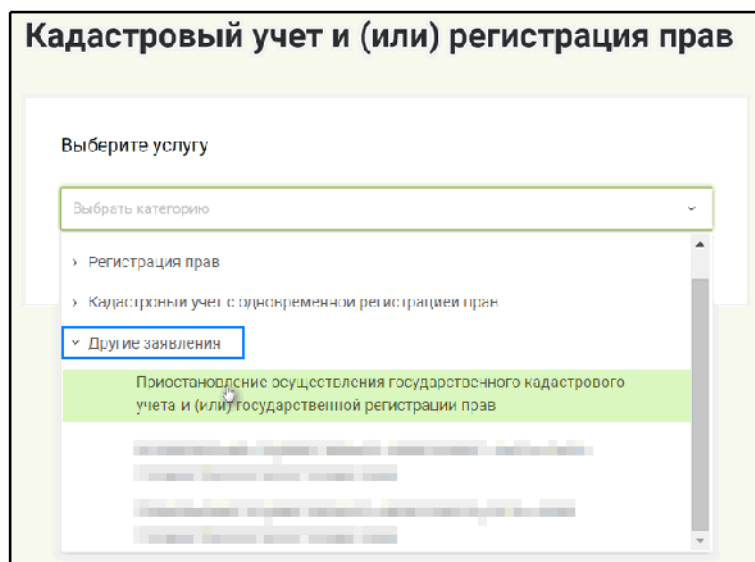 Кадастровый учет и (или) регистрация прав
Выберите услугу
Выбрать категорию
Регистрация прав
Кадастровый учет с одновременной регистрацией прав
Другие заявления
Приостановление осуществления государственного кадастрового
учета и (или) государственной регистрации прав